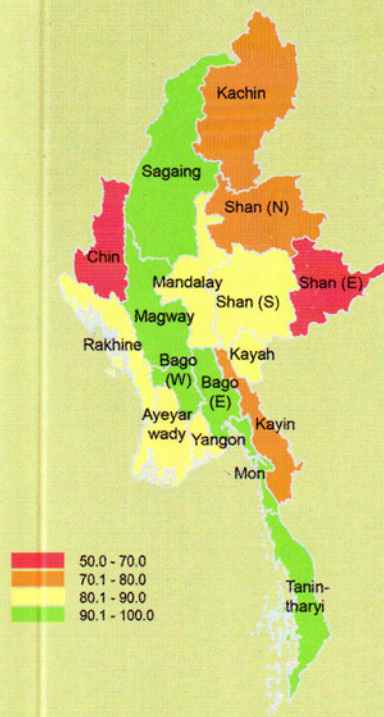 Kachin
Sagaing
Shan (N)
Chin
Shan (E)
Mandalay
Shan (S)
Magway
Rakhine
Kayah
Bago
(W)
Bago
(E)
Ayeyar
wady
Kayin
Yangon
Mon
Tanin-
tharyi
50.0 - 70.0
70.1 - 80.0
80.1 - 90.0
90.1 - 100.0